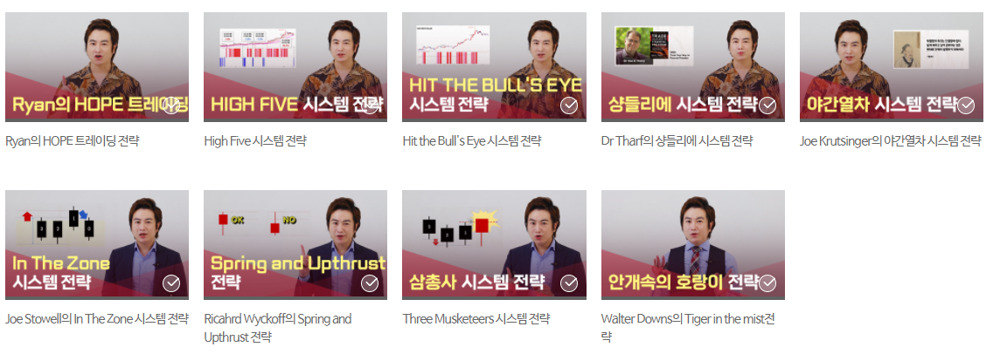 Ryan의 HOPE 트레이딩
HIGH FIVE 시스템 전략
HIT THE BULL'S EYE
시스템 전략
TRADE
샹들리에 시스템 전략
야간열차 시스템 전략
Ryan의 HOPE 트레이딩 전략
High Five 시스템 전략
Hit the Bull's Eye 시스템 전략
Dr Tharf의 샹들리에 시스템 전략
Joe Krutsinger의 야간열차 시스템 전략
3
2
1
0
In The Zone
시스템 전략
OK
NO
Spring and Upthrust
전략
3
2
1
삼총사 시스템 전략
안개속의 호랑이 전략
Joe Stowell의 In The Zone 시스템 전략
Ricahrd Wyckoff의 Spring and
Upthrust 전략
Three Musketeers 시스템 전략
Walter Downs의 Tiger in the mist전
략